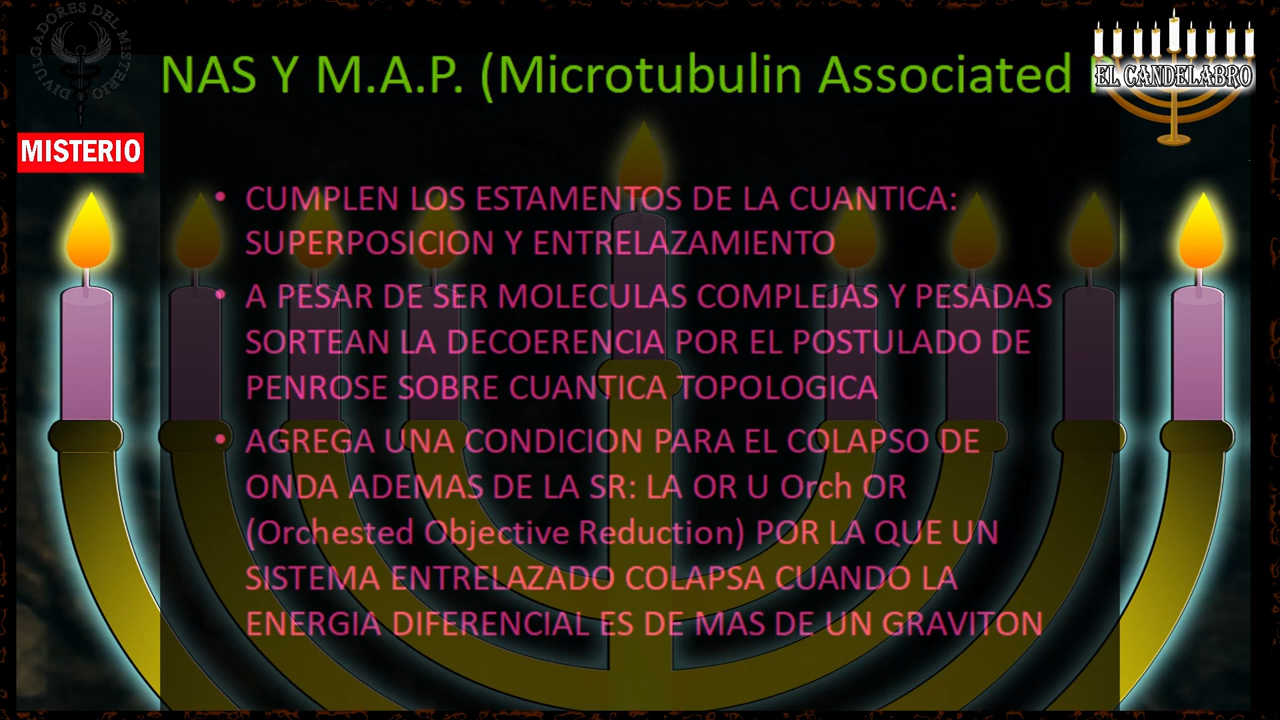 DIVULGADORES DEL MISTERIO
NAS Y M.A.P. (Microtubulin Associated
EL CANDELABRO
MISTERIO
• CUMPLEN LOS ESTAMENTOS DE LA CUANTICA:
SUPERPOSICION Y ENTRELAZAMIENTO
• A PESAR DE SER MOLECULAS COMPLEJAS Y PESADAS
SORTEAN LA DECOERENCIA POR EL POSTULADO DE
PENROSE SOBRE CUANTICA TOPOLOGICA
• AGREGA UNA CONDICION PARA EL COLAPSO DE
ONDA ADEMAS DE LA SR: LA OR U Orch OR
(Orchested Objective Reduction) POR LA QUE UN
SISTEMA ENTRELAZADO COLAPSA CUANDO LA
ENERGIA DIFERENCIAL ES DE MAS DE UN GRAVITON